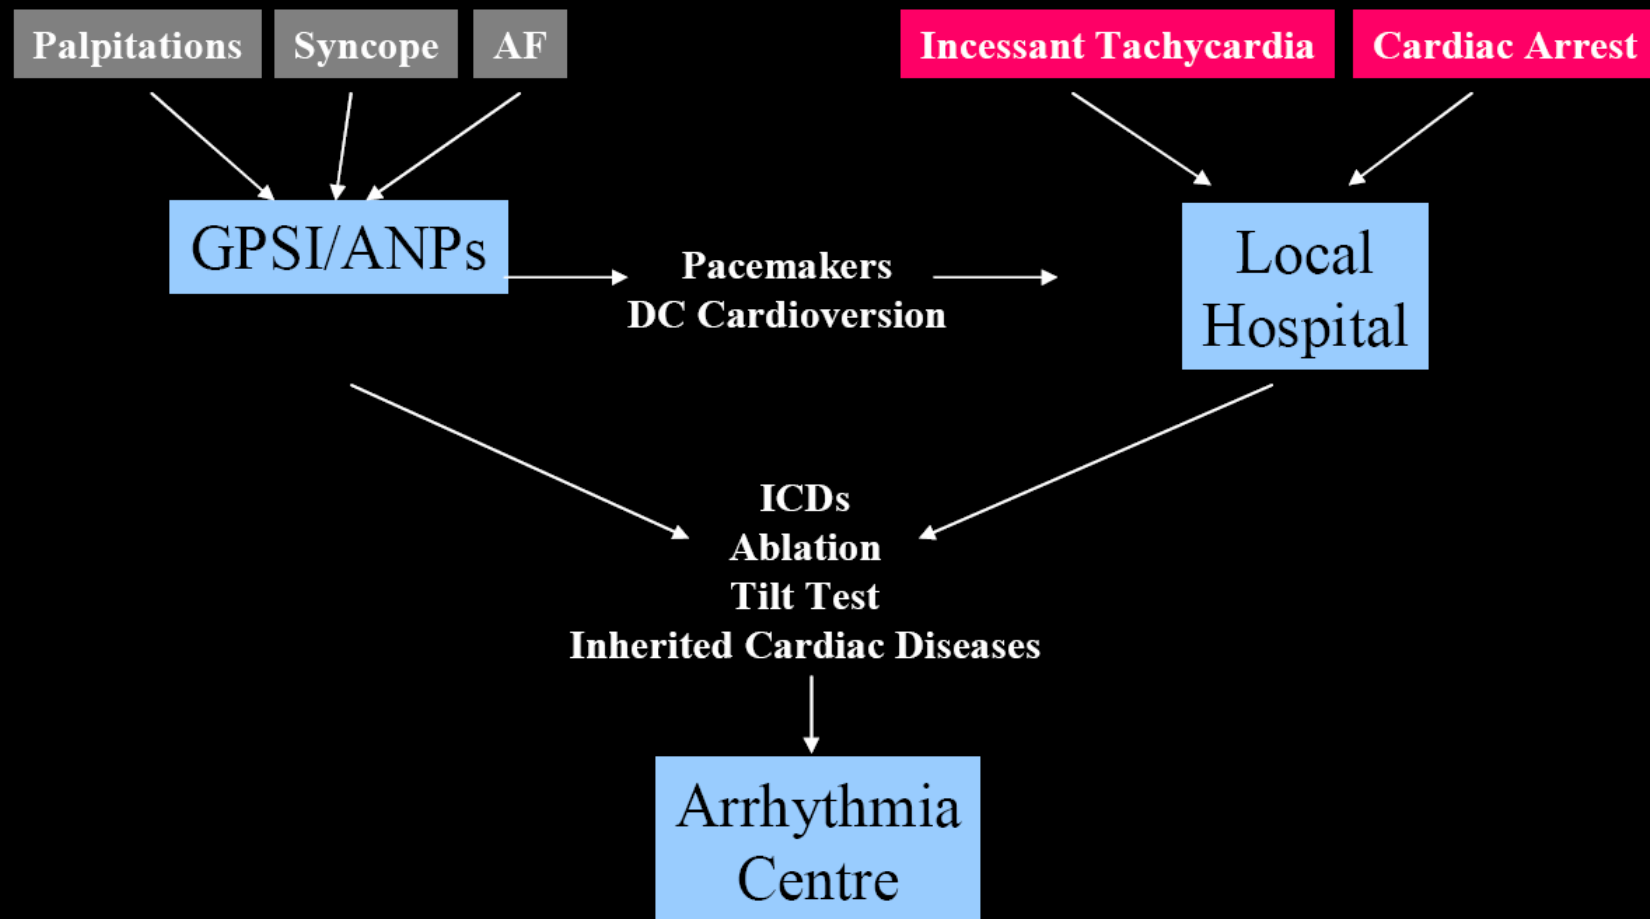 Palpitations
Syncope
AF
Incessant Tachycardia
Cardiac Arrest
GPSI/ANPs
Pacemakers
DC Cardioversion
Local
Hospital
ICDs
Ablation
Tilt Test
Inherited Cardiac Diseases
Arrhythmia
Centre